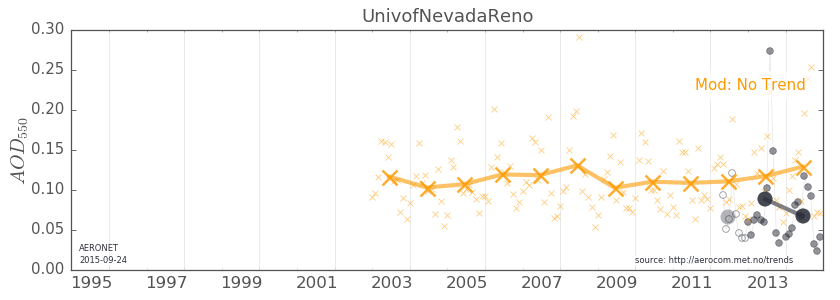 UnivofNevadaReno
0.30
0.25
0.20
0.15
0.10
0.05
0.00
AOD550
Mod: No Trend
AERONET
2015-09-24
source: http://aerocom.met.no/trends
1995 1997 1999 2001 2003 2005 2007 2009 2011 2013